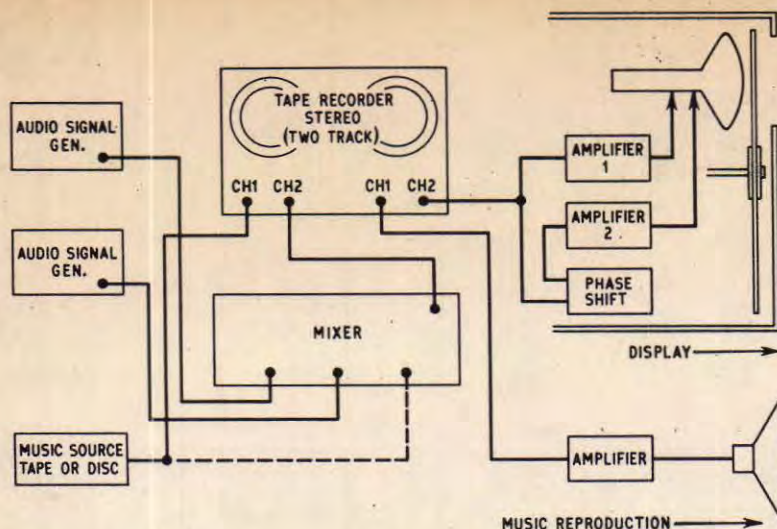 AUDIO SIGNAL
GEN.
TAPE RECORDER
STEREO
(TWO TRACK)
CH1
CH2
CH1
CH2
AMPLIFIER
1
AMPLIFIER
2
AUDIO SIGNAL
GEN.
PHASE
SHIFT
MIXER
DISPLAY
MUSIC SOURCE
TAPE OR DISC
AMPLIFIER
MUSIC REPRODUCTION